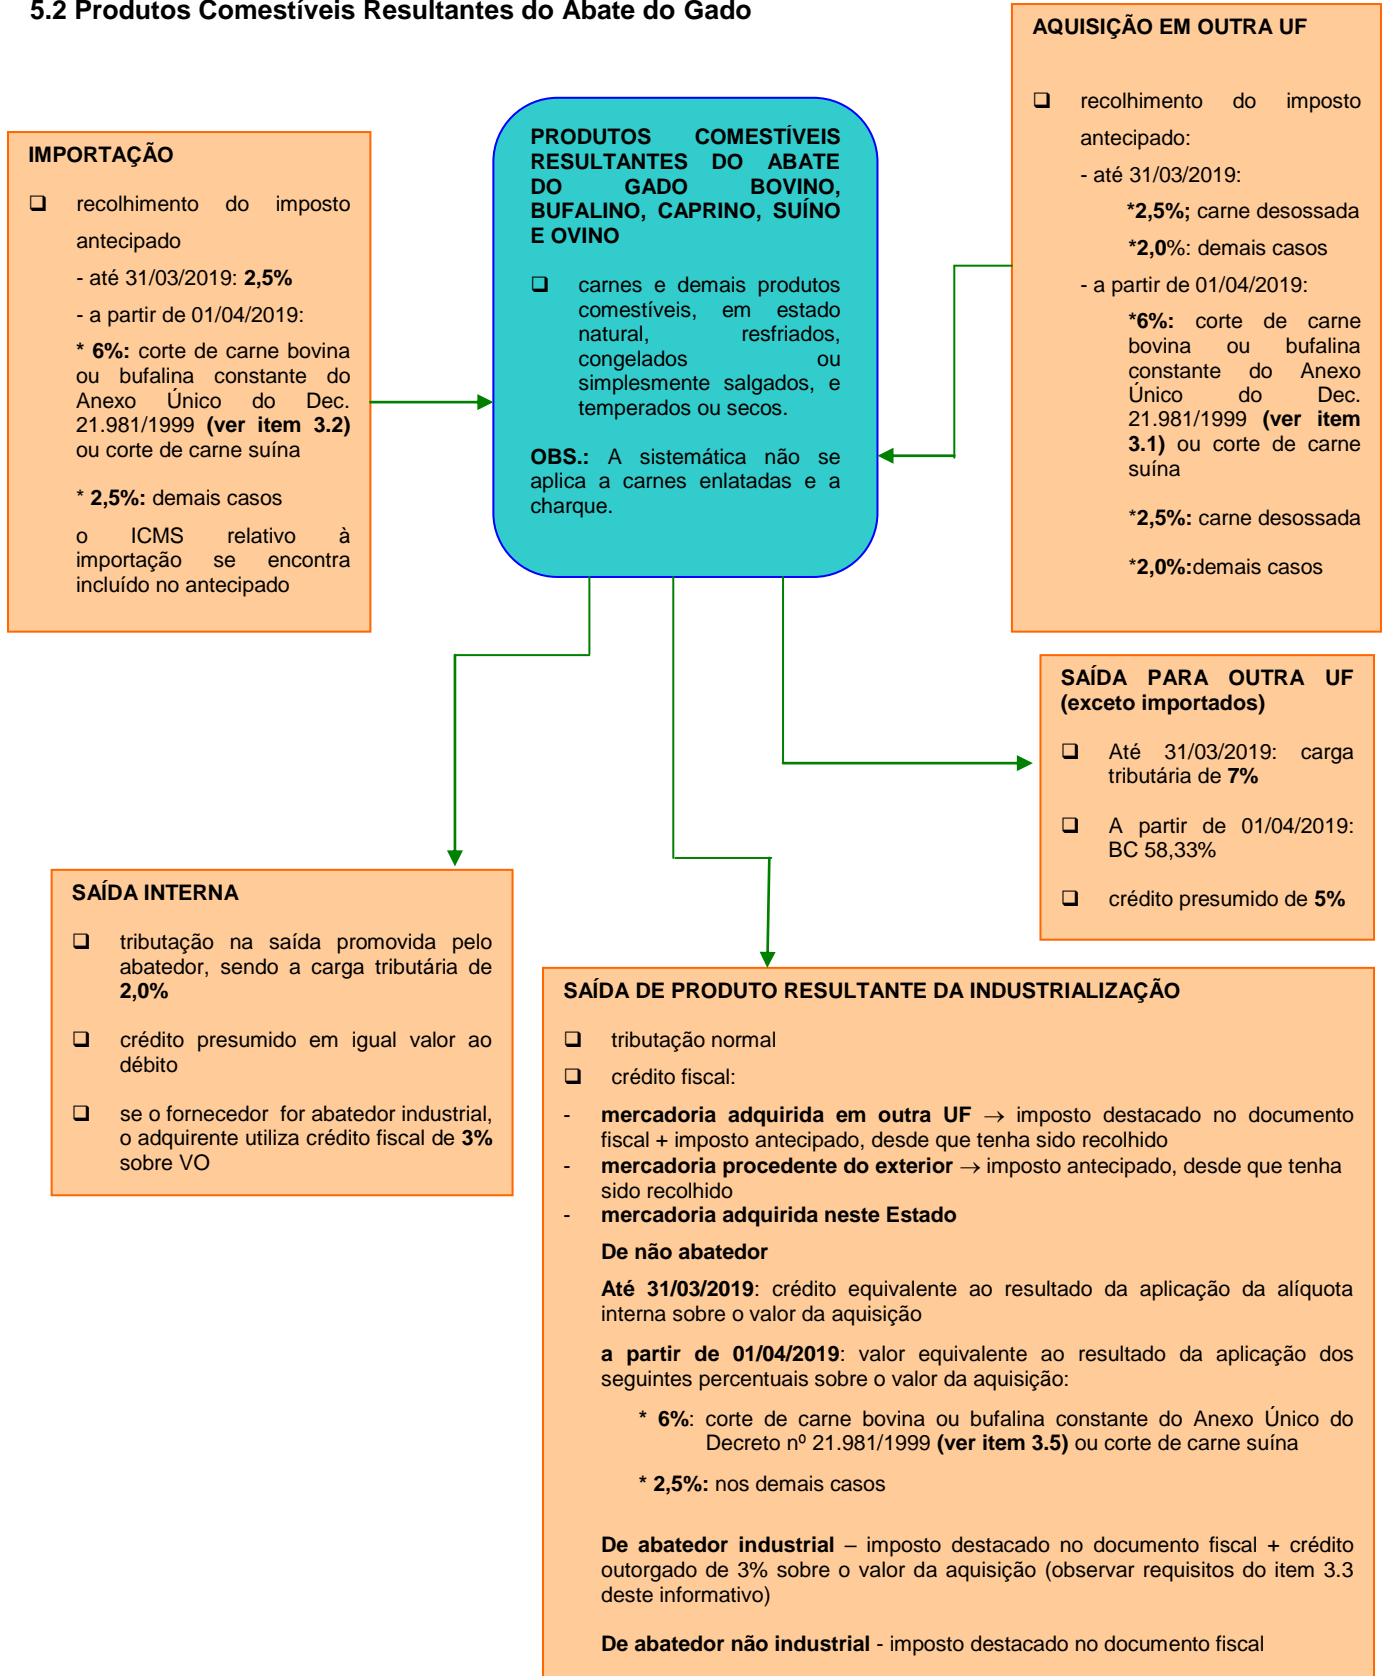 5.2 Produtos Comestíveis Resultantes do Abate do Gado
IMPORTAÇÃO
❑ recolhimento do imposto
antecipado
- até 31/03/2019: 2,5%
- a partir de 01/04/2019:
* 6%: corte de carne bovina
ou bufalina constante do
Anexo Único do Dec.
21.981/1999 (ver item 3.2)
ou corte de carne suína
* 2,5%: demais casos
o ICMS relativo à
importação se encontra
incluído no antecipado
PRODUTOS COMESTÍVEIS
RESULTANTES DO ABATE
DO GADO BOVINO,
BUFALINO, CAPRINO, SUÍNO
E OVINO
❑ carnes e demais produtos
comestíveis, em estado
natural, resfriados,
congelados ou
simplesmente salgados, e
temperados ou secos.
OBS.: A sistemática não se
aplica a carnes enlatadas e a
charque.
AQUISIÇÃO EM OUTRA UF
❑ recolhimento do imposto
antecipado:
- até 31/03/2019:
*2,5%; carne desossada
*2,0%: demais casos
- a partir de 01/04/2019:
*6%: corte de carne
bovina ou bufalina
constante do Anexo
Único do Dec.
21.981/1999 (ver item
3.1) ou corte de carne
suína
*2,5%: carne desossada
*2,0%:demais casos
SAÍDA PARA OUTRA UF
(exceto importados)
❑ Até 31/03/2019: carga
tributária de 7%
❑ A partir de 01/04/2019:
BC 58,33%
❑ crédito presumido de 5%
SAÍDA INTERNA
❑ tributação na saída promovida pelo
abatedor, sendo a carga tributária de
2,0%
❑ crédito presumido em igual valor ao
débito
❑ se o fornecedor for abatedor industrial,
o adquirente utiliza crédito fiscal de 3%
sobre VO
SAÍDA DE PRODUTO RESULTANTE DA INDUSTRIALIZAÇÃO
❑ tributação normal
❑ crédito fiscal:
- mercadoria adquirida em outra UF → imposto destacado no documento
fiscal + imposto antecipado, desde que tenha sido recolhido
- mercadoria procedente do exterior → imposto antecipado, desde que tenha
sido recolhido
- mercadoria adquirida neste Estado
De não abatedor
Até 31/03/2019: crédito equivalente ao resultado da aplicação da alíquota
interna sobre o valor da aquisição
a partir de 01/04/2019: valor equivalente ao resultado da aplicação dos
seguintes percentuais sobre o valor da aquisição:
* 6%: corte de carne bovina ou bufalina constante do Anexo Único do
Decreto nº 21.981/1999 (ver item 3.5) ou corte de carne suína
* 2,5%: nos demais casos
De abatedor industrial – imposto destacado no documento fiscal + crédito
outorgado de 3% sobre o valor da aquisição (observar requisitos do item 3.3
deste informativo)
De abatedor não industrial - imposto destacado no documento fiscal